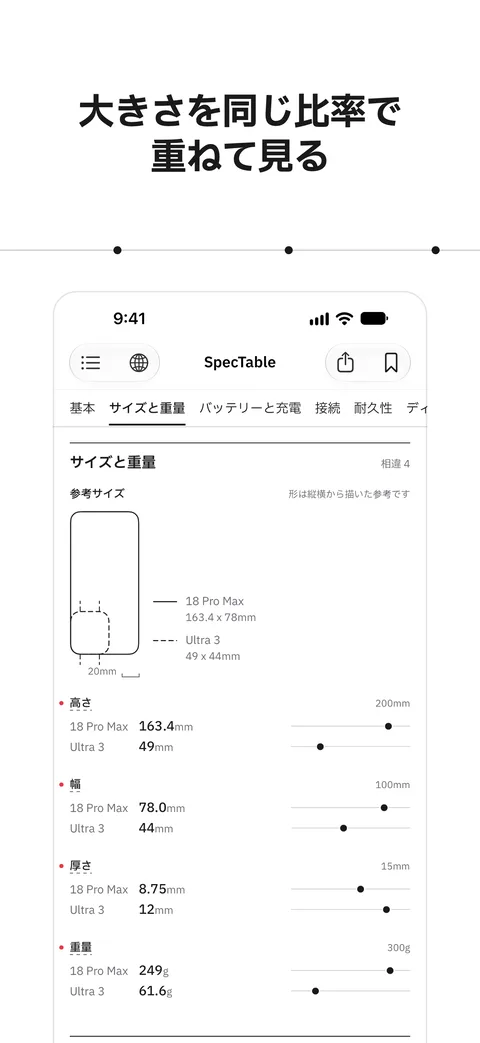 大きさを同じ比率で
重ねて見る
9:41
SpecTable
基本 サイズと重量 バッテリーと充電 接続 耐久性 ディ
サイズと重量 相違 4
参考サイズ 形は縦横から描いた参考です
18 Pro Max
163.4 x 78mm
Ultra 3
49 x 44mm
20mm
高さ 200mm
18 Pro Max 163.4mm
Ultra 3 49mm
幅 100mm
18 Pro Max 78.0mm
Ultra 3 44mm
厚さ 15mm
18 Pro Max 8.75mm
Ultra 3 12mm
重量 300g
18 Pro Max 249g
Ultra 3 61.6g